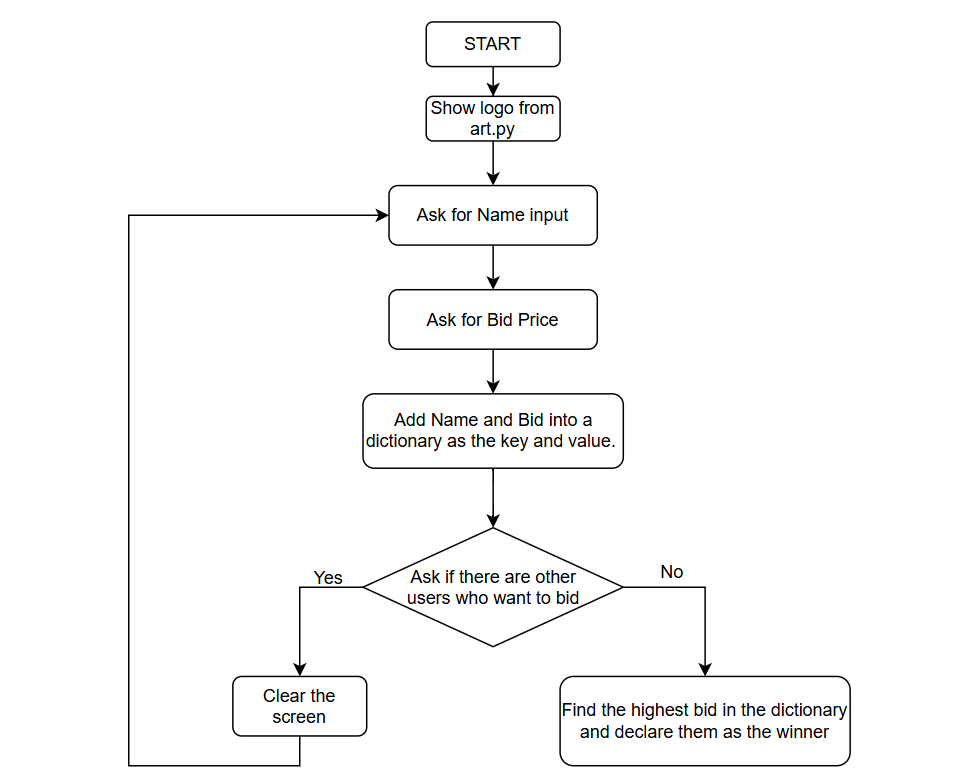 START
Show logo from
art.py
Ask for Name input
Ask for Bid Price
Add Name and Bid into a
dictionary as the key and value.
Ask if there are other
users who want to bid
Yes
No
Clear the
screen
Find the highest bid in the dictionary
and declare them as the winner